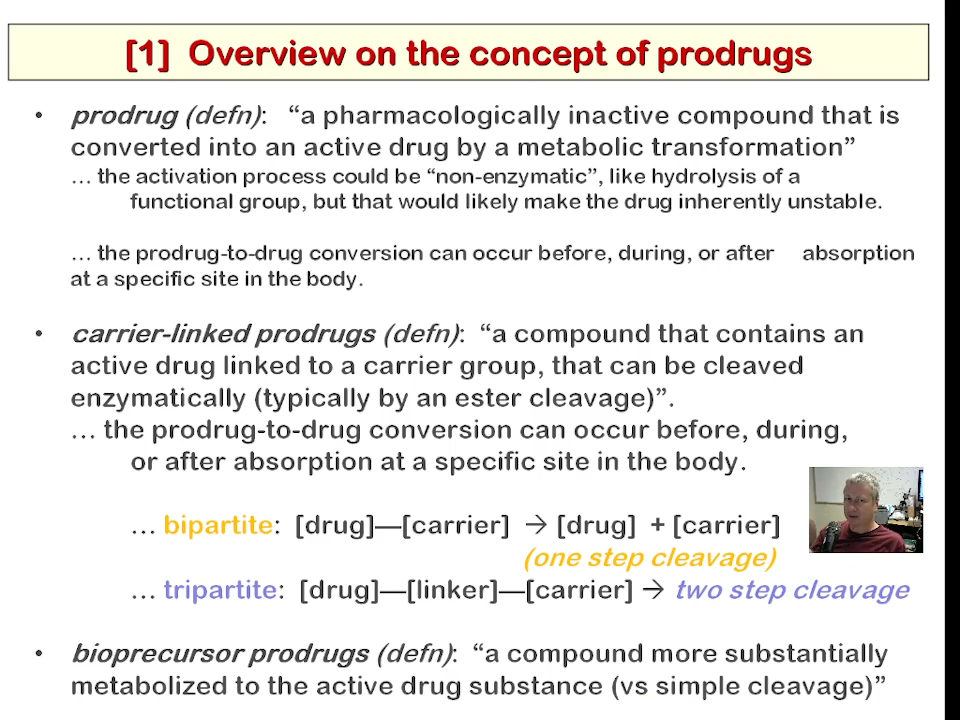 [1] Overview on the concept of prodrugs
• prodrug (defn): “a pharmacologically inactive compound that is
converted into an active drug by a metabolic transformation”
… the activation process could be “non-enzymatic”, like hydrolysis of a
functional group, but that would likely make the drug inherently unstable.
… the prodrug-to-drug conversion can occur before, during, or after absorption
at a specific site in the body.
• carrier-linked prodrugs (defn): “a compound that contains an
active drug linked to a carrier group, that can be cleaved
enzymatically (typically by an ester cleavage)”.
… the prodrug-to-drug conversion can occur before, during,
or after absorption at a specific site in the body.
… bipartite: [drug]—[carrier] → [drug] + [carrier]
(one step cleavage)
… tripartite: [drug]—[linker]—[carrier] → two step cleavage
• bioprecursor prodrugs (defn): “a compound more substantially
metabolized to the active drug substance (vs simple cleavage)”